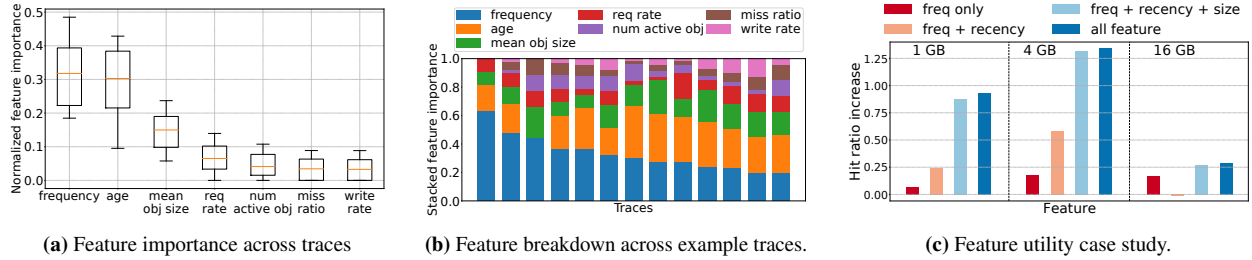 Normalized feature importance
0.5
0.4
0.3
0.2
0.1
0.0
frequency
age
mean
obj size
req
rate
num
active obj
miss
ratio
write
rate
(a) Feature importance across traces
frequency
age
mean obj size
req rate
num active obj
miss ratio
write rate
Stacked feature importance
1.0
0.8
0.6
0.4
0.2
0.0
Traces
(b) Feature breakdown across example traces.
freq only
freq + recency
freq + recency + size
all feature
1 GB
4 GB
16 GB
Hit ratio increase
1.25
1.00
0.75
0.50
0.25
0.00
Feature
(c) Feature utility case study.